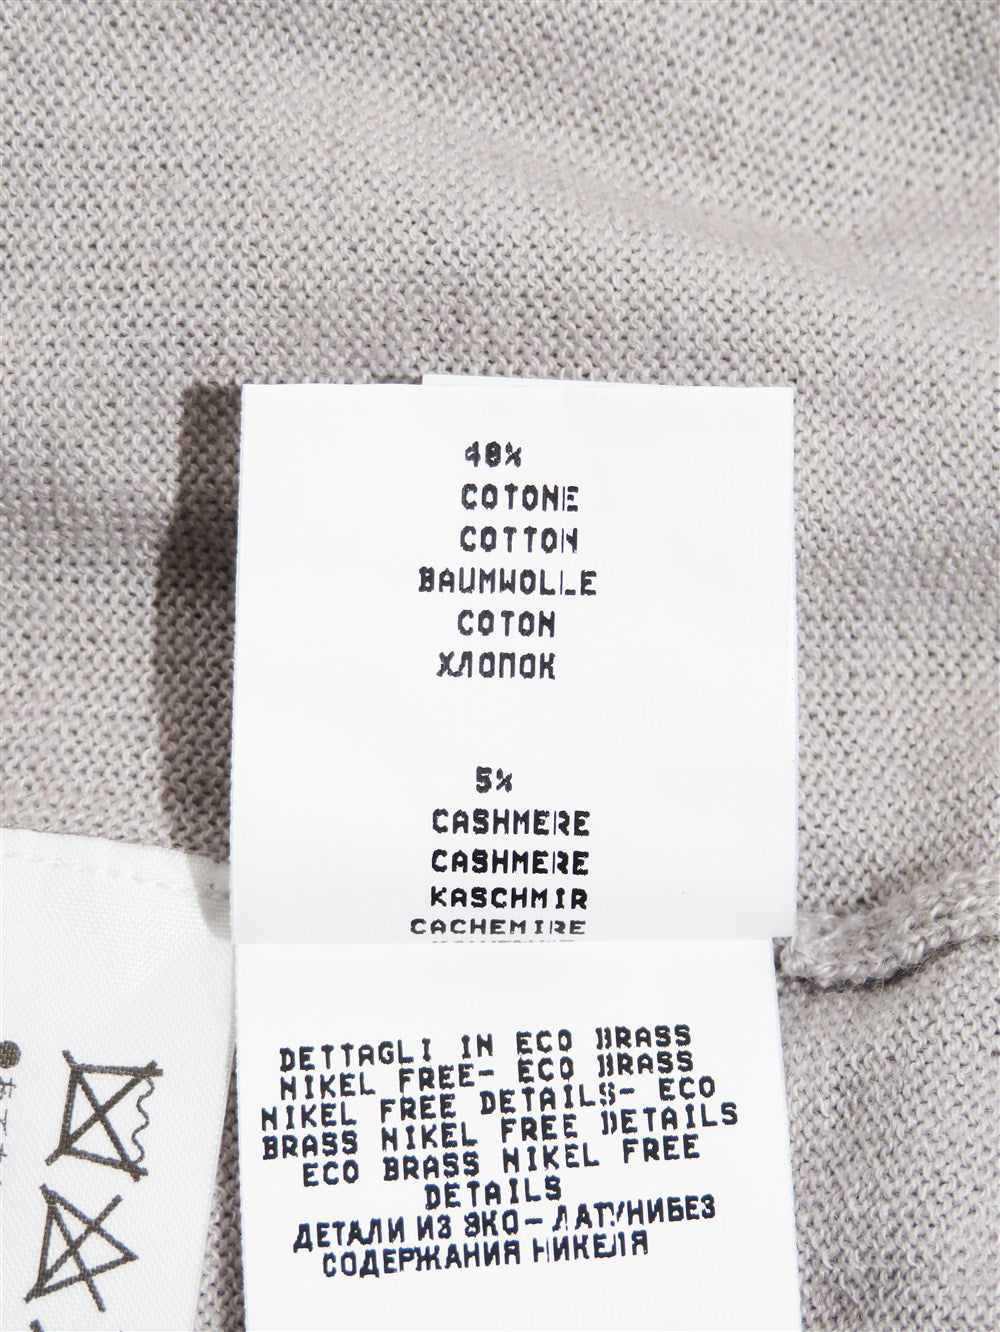 COTONE
COTTON
BAUMWOLLE
COTON
ХЛОПОК
5%
CASHMERE
CASHMERE
KASCHMIR
CACHEMIRE
DETTAGLI IN ECO BRASS
NIKEL FREE- ECO BRASS
NIKEL FREE DETAILS- ECO
BRASS NIKEL FREE DETAILS
ECO BRASS NIKEL FREE
DETAILS
ДЕТАЛИ ИЗ ЭКО- ЛАТУНИБЕЗ
СОДЕРЖАНИЯ НИКЕЛЯ